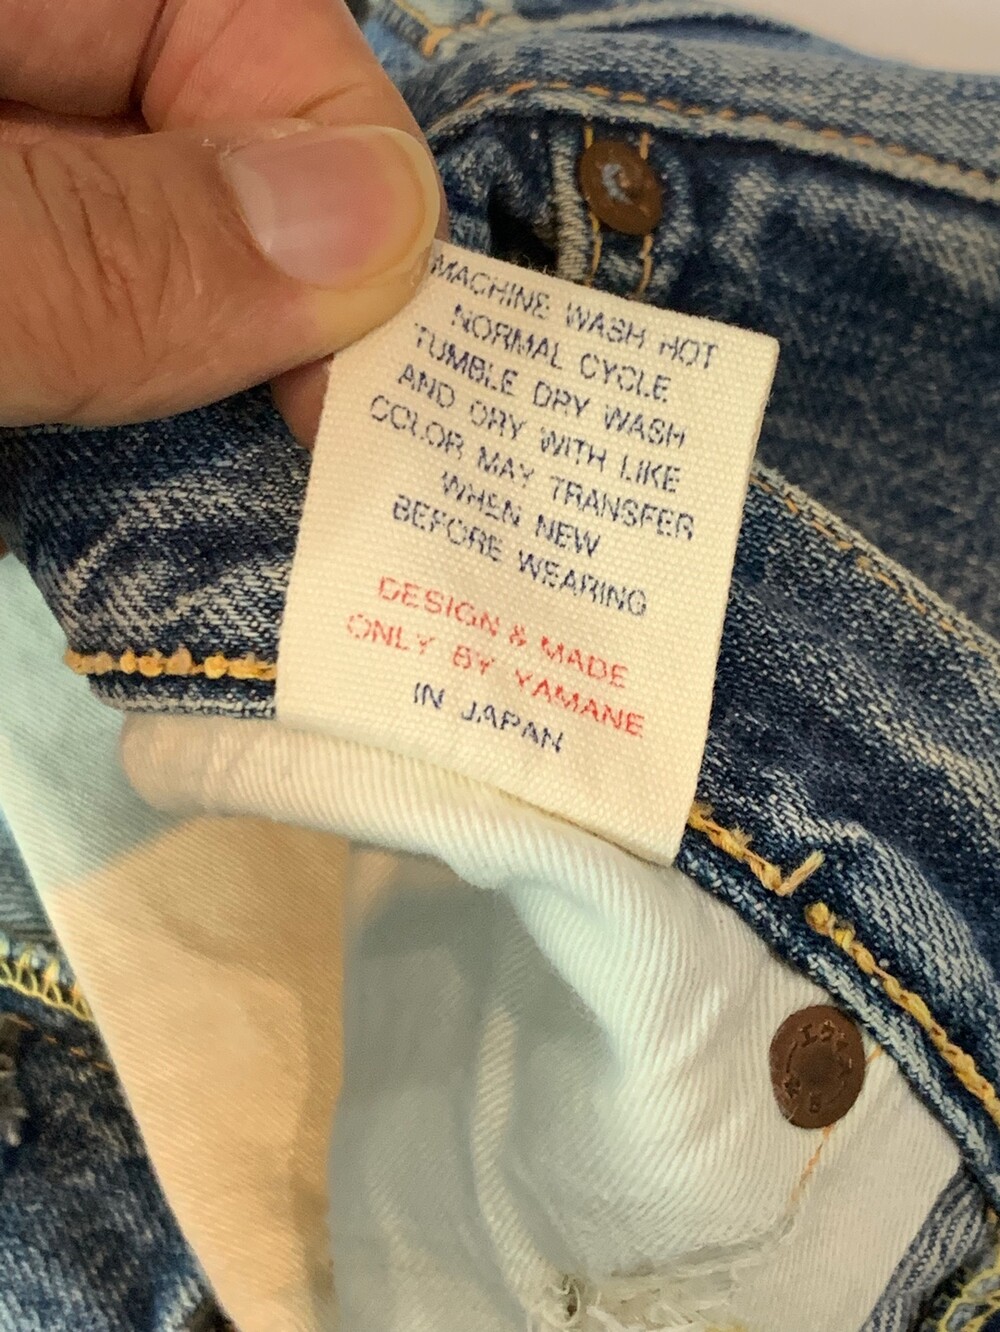 MACHINE WASH HOT
NORMAL CYCLE
TUMBLE DRY WASH
AND DRY WITH LIKE
COLOR MAY TRANSFER
WHEN NEW
BEFORE WEARING
DESIGN & MADE
ONLY BY YAMANE
IN JAPAN